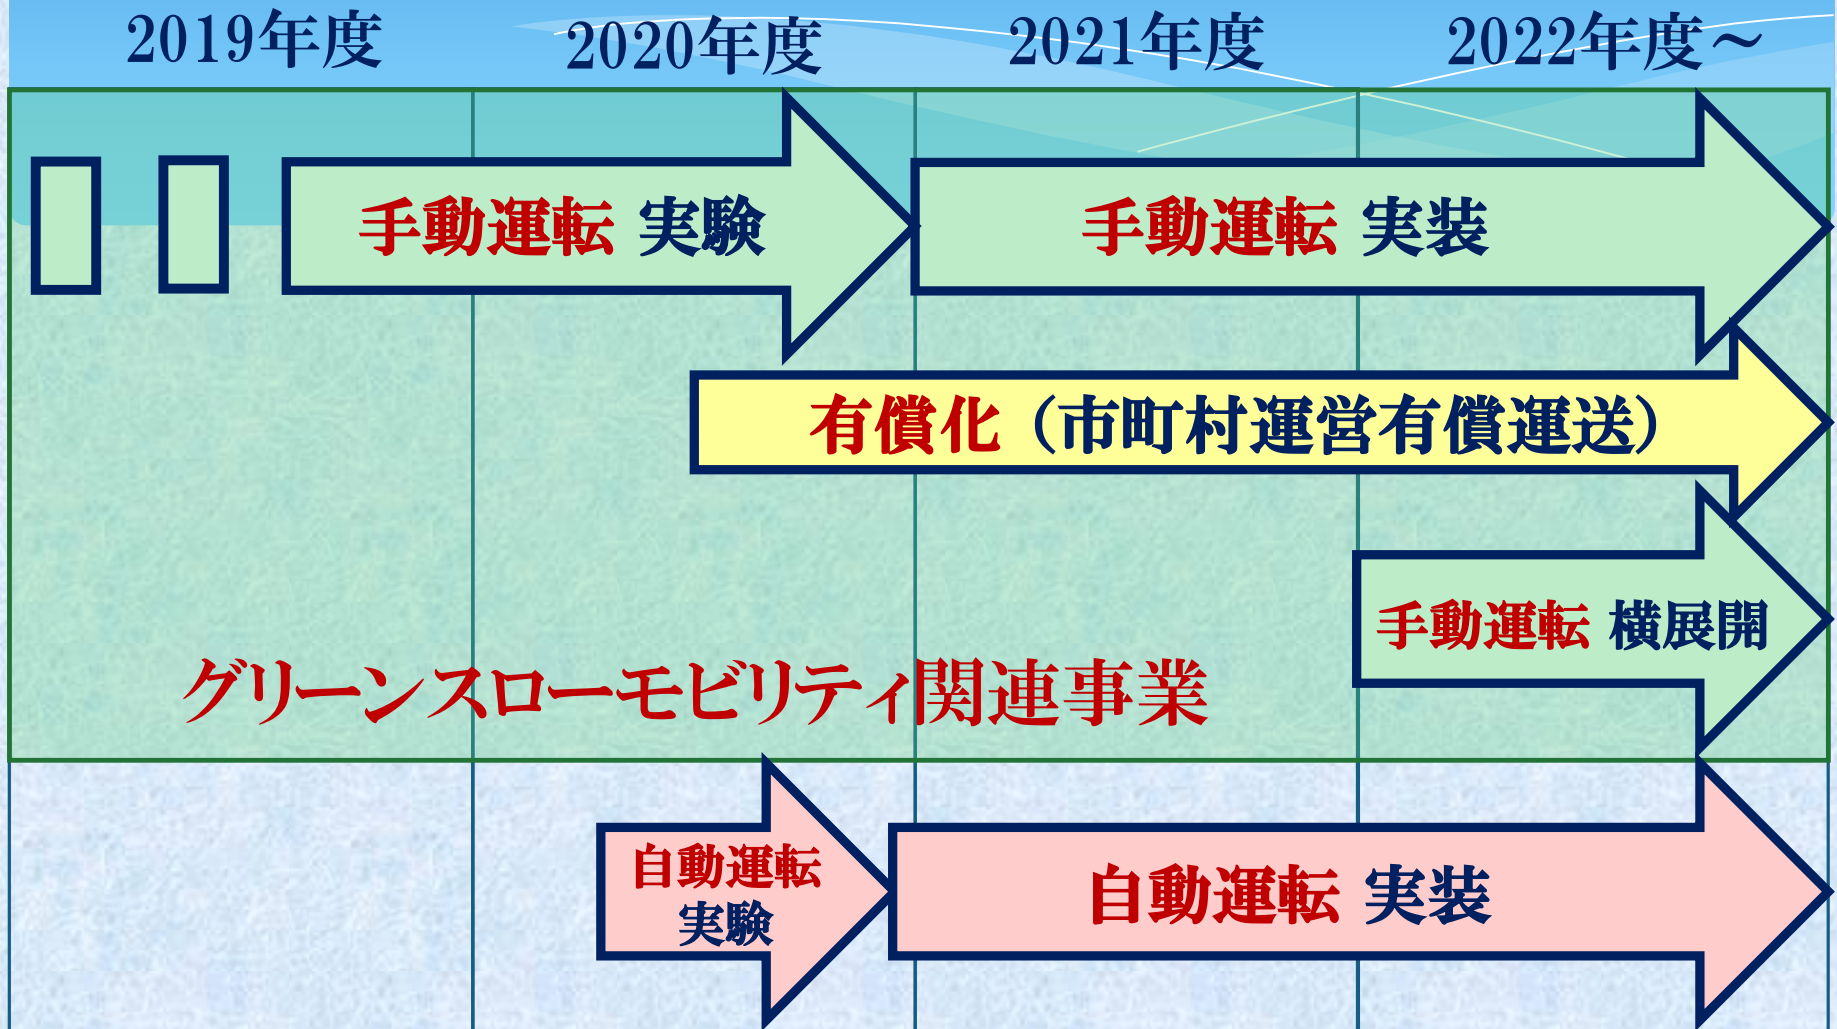 2019年度 2020年度 2021年度 2022年度～
手動運転 実験
手動運転 実装
有償化（市町村運営有償運送）
手動運転 横展開
グリーンスローモビリティ関連事業
自動運転
実験
自動運転 実装